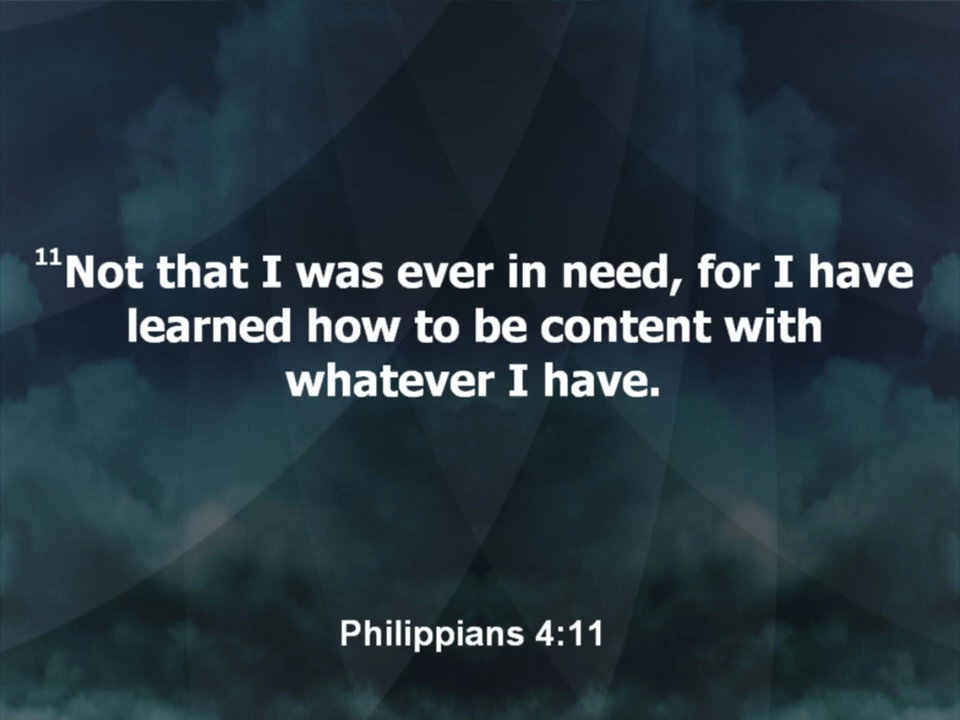 11Not that I was ever in need, for I have
learned how to be content with
whatever I have.
Philippians 4:11